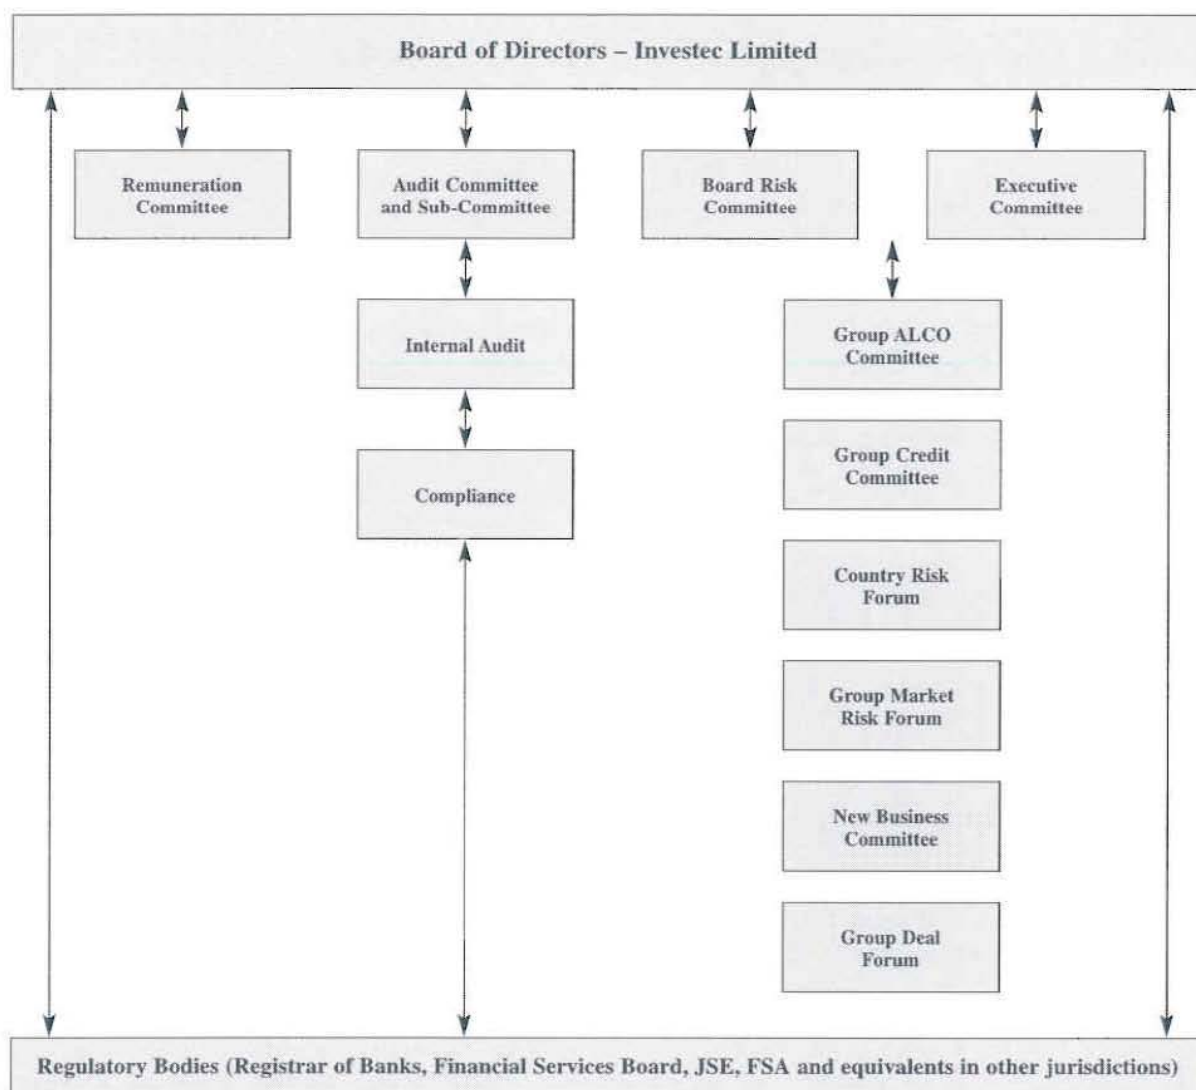 Board of Directors – Investec Limited
Remuneration
Committee
Audit Committee
and Sub-Committee
Board Risk
Committee
Executive
Committee
Internal Audit
Compliance
Group ALCO
Committee
Group Credit
Committee
Country Risk
Forum
Group Market
Risk Forum
New Business
Committee
Group Deal
Forum
Regulatory Bodies (Registrar of Banks, Financial Services Board, JSE, FSA and equivalents in other jurisdictions)